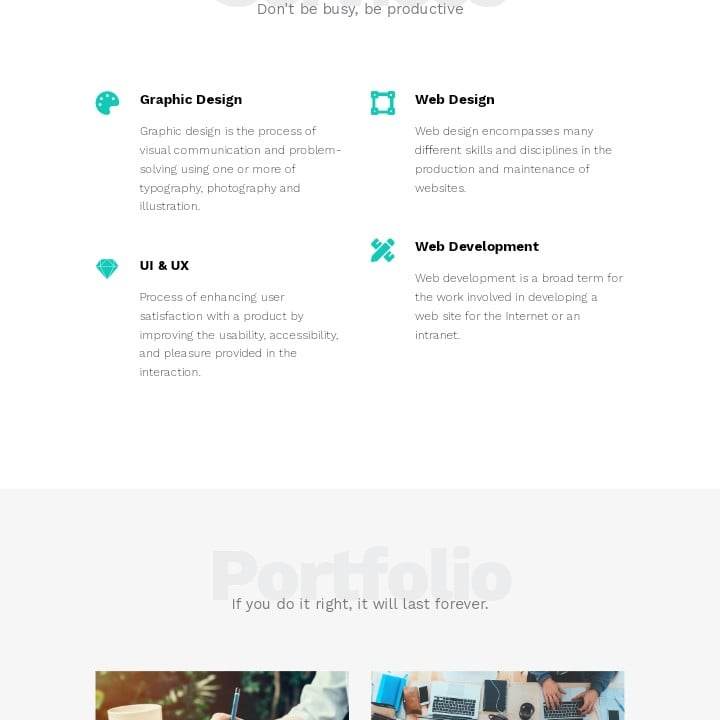 Don't be busy, be productive
Graphic Design
Graphic design is the process of
visual communication and problem-
solving using one or more of
typography, photography and
illustration.
Web Design
Web design encompasses many
different skills and disciplines in the
production and maintenance of
websites.
UI & UX
Process of enhancing user
satisfaction with a product by
improving the usability, accessibility,
and pleasure provided in the
interaction.
Web Development
Web development is a broad term for
the work involved in developing a
web site for the Internet or an
intranet.
Portfolio
If you do it right, it will last forever.